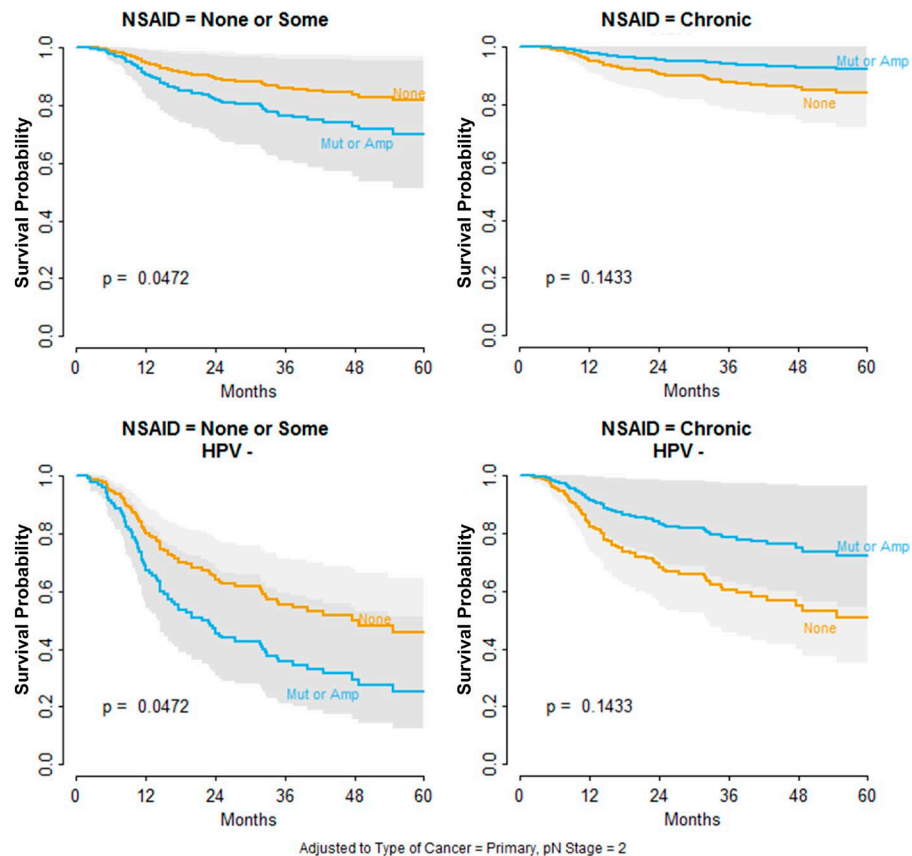 NSAID = None or Some
Survival Probability
1.0
0.8
0.6
0.4
0.2
0.0
None
Mut or Amp
p = 0.0472
0 12 24 36 48 60
Months
NSAID = Chronic
Survival Probability
1.0
0.8
0.6
0.4
0.2
0.0
Mut or Amp
None
p = 0.1433
0 12 24 36 48 60
Months
NSAID = None or Some
HPV -
Survival Probability
1.0
0.8
0.6
0.4
0.2
0.0
None
Mut or Amp
p = 0.0472
0 12 24 36 48 60
Months
NSAID = Chronic
HPV -
Survival Probability
1.0
0.8
0.6
0.4
0.2
0.0
Mut or Amp
None
p = 0.1433
0 12 24 36 48 60
Months
Adjusted to Type of Cancer = Primary, pN Stage = 2